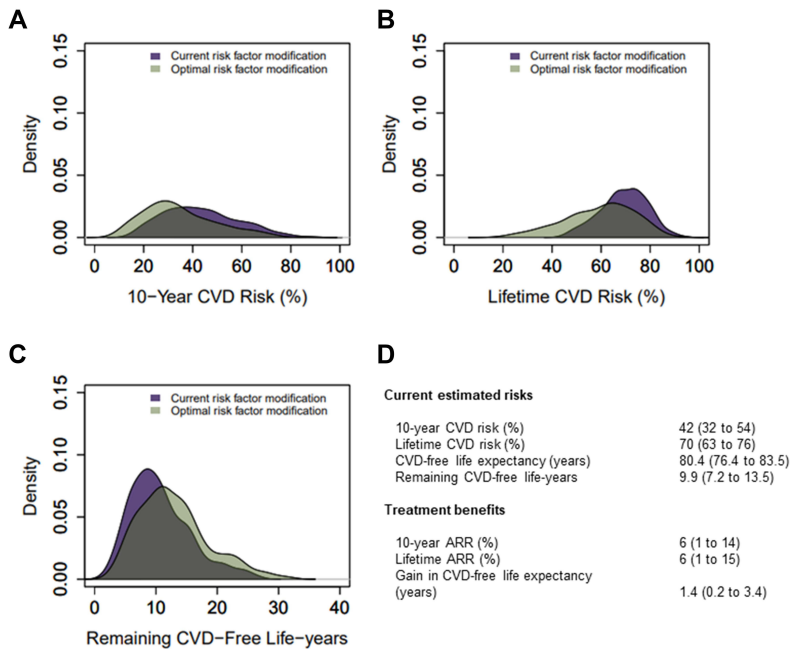 A
Current risk factor modification
Optimal risk factor modification
Density
0.00
0.05
0.10
0.15
0
20
40
60
80
100
10−Year CVD Risk (%)
B
Current risk factor modification
Optimal risk factor modification
Density
0.00
0.05
0.10
0.15
0
20
40
60
80
100
Lifetime CVD Risk (%)
C
Current risk factor modification
Optimal risk factor modification
Density
0.00
0.05
0.10
0.15
0
10
20
30
40
Remaining CVD−Free Life−years
D
Current estimated risks
10-year CVD risk (%) 42 (32 to 54)
Lifetime CVD risk (%) 70 (63 to 76)
CVD-free life expectancy (years) 80.4 (76.4 to 83.5)
Remaining CVD-free life-years 9.9 (7.2 to 13.5)
Treatment benefits
10-year ARR (%) 6 (1 to 14)
Lifetime ARR (%) 6 (1 to 15)
Gain in CVD-free life expectancy
(years) 1.4 (0.2 to 3.4)